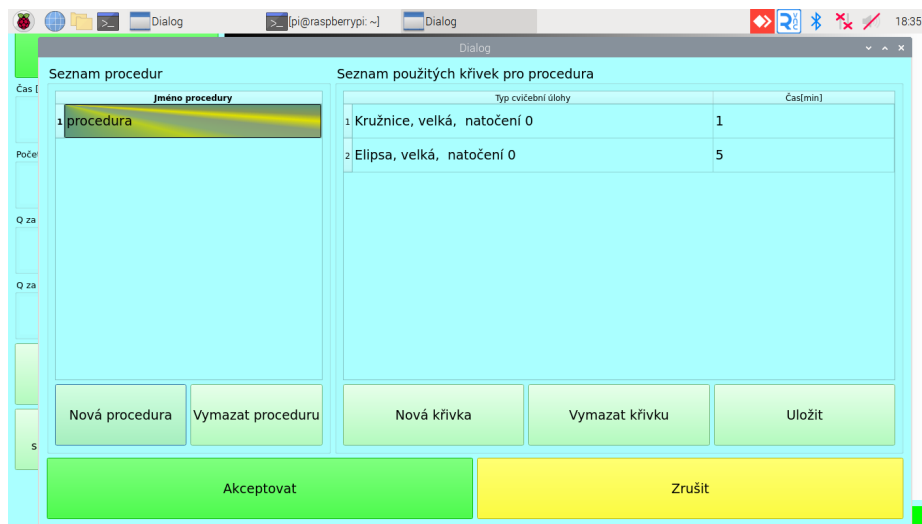 Dialog
[pi@raspberrypi: ~]
Dialog
18:35
Dialog
Seznam procedur
Seznam použitých křivek pro procedura
Čas [
Jméno procedury
Typ cvičební úlohy
Čas[min]
1 procedura
1 Kružnice, velká, natočení 0
1
Poče
2 Elipsa, velká, natočení 0
5
Q za
Q za
Nová procedura
Vymazat proceduru
Nová křivka
Vymazat křivku
Uložit
s
Akceptovat
Zrušit